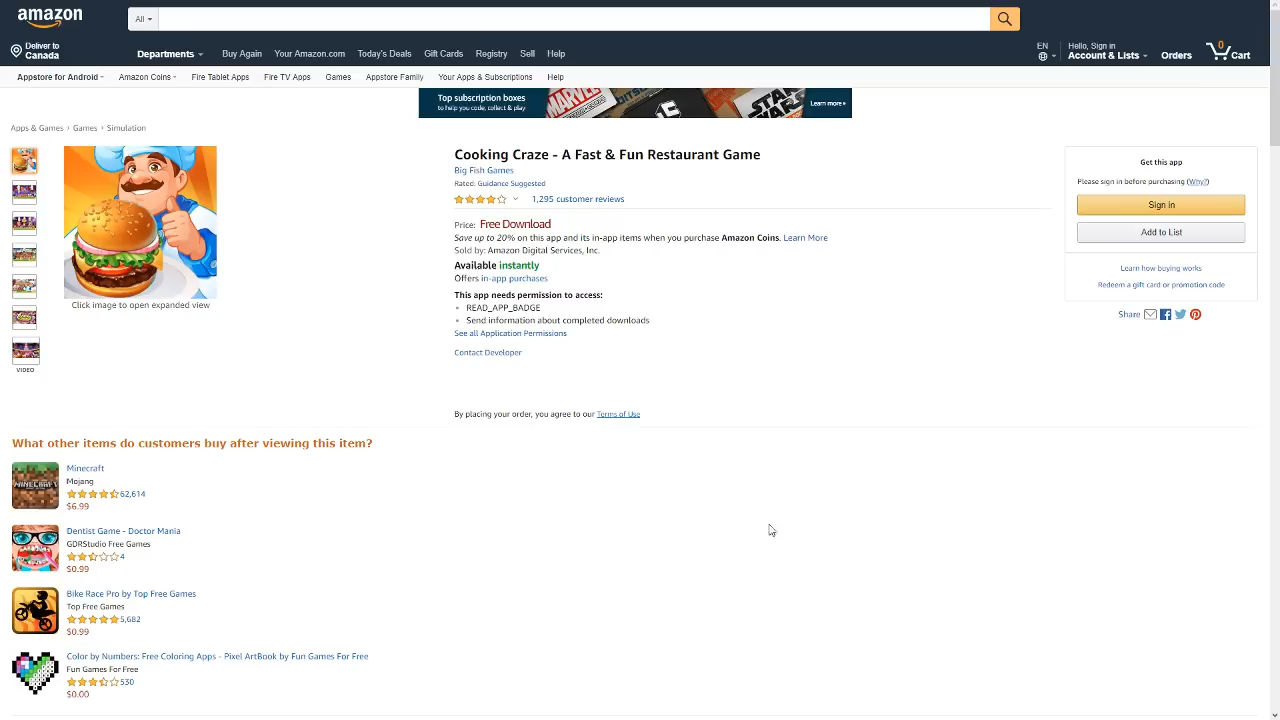 amazon
All
Deliver to
Canada
Departments
Buy Again
Your Amazon.com
Today's Deals
Gift Cards
Registry
Sell
Help
EN
Hello, Sign in
Account & Lists
Orders
0
Cart
Appstore for Android
Amazon Coins
Fire Tablet Apps
Fire TV Apps
Games
Appstore Family
Your Apps & Subscriptions
Help
Top subscription boxes
to help you code, collect & play
MARVEL
STAR
Learn more
Apps & Games › Games › Simulation
Click image to open expanded view
VIDEO
Cooking Craze - A Fast & Fun Restaurant Game
Big Fish Games
Rated: Guidance Suggested
1,295 customer reviews
Price: Free Download
Save up to 20% on this app and its in-app items when you purchase Amazon Coins. Learn More
Sold by: Amazon Digital Services, Inc.
Available instantly
Offers in-app purchases
This app needs permission to access:
READ_APP_BADGE
Send information about completed downloads
See all Application Permissions
Contact Developer
By placing your order, you agree to our Terms of Use
Get this app
Please sign in before purchasing (Why?)
Sign In
Add to List
Learn how buying works
Redeem a gift card or promotion code
Share
What other items do customers buy after viewing this item?
MINECRAFT
Minecraft
Mojang
62,614
$6.99
Dentist Game - Doctor Mania
GDRStudio Free Games
4
$0.99
Bike Race Pro by Top Free Games
Top Free Games
5,682
$0.99
Color by Numbers: Free Coloring Apps - Pixel ArtBook by Fun Games For Free
Fun Games For Free
530
$0.00